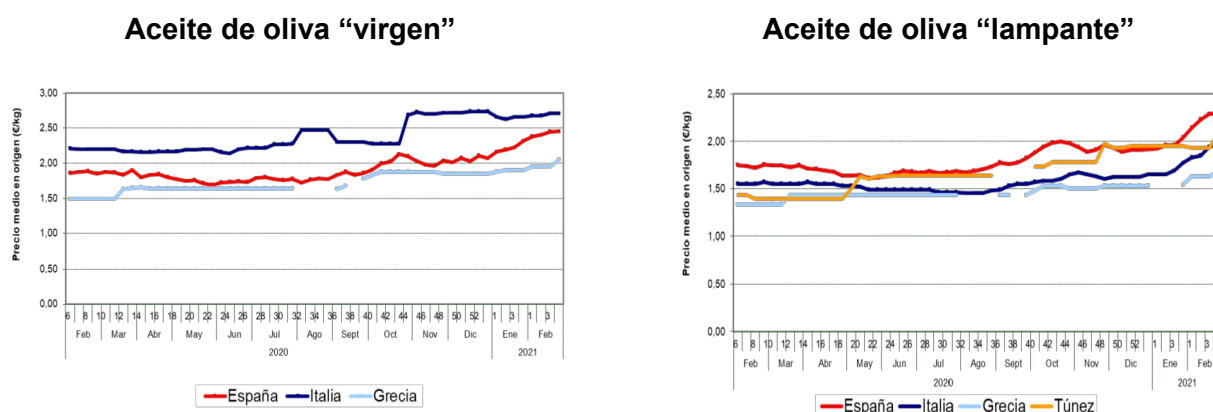 Aceite de oliva “virgen”
Precio medio en origen (€/kg)
3,00
2,50
2,00
1,50
1,00
0,50
0,00
6 8 10 12 14 16 18 20 22 24 26 28 30 32 34 36 38 40 42 44 46 48 50 52 1 3 1 3
Feb Mar Abr May Jun Jul Ago Sept Oct Nov Dic Ene Feb
2020 2021
España Italia Grecia
Aceite de oliva “lampante”
Precio medio en origen (€/kg)
2,50
2,00
1,50
1,00
0,50
0,00
6 8 10 12 14 16 18 20 22 24 26 28 30 32 34 36 38 40 42 44 46 48 50 52 1 3 1 3
Feb Mar Abr May Jun Jul Ago Sept Oct Nov Dic Ene Feb
2020 2021
España Italia Grecia Túnez